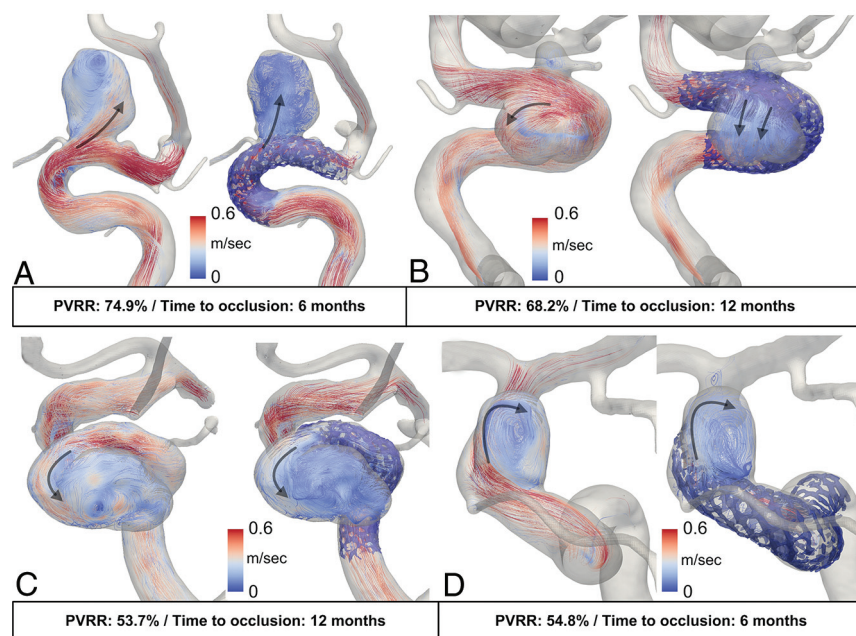 0.6
m/sec
0
A
0.6
m/sec
0
B
PVRR: 74.9% / Time to occlusion: 6 months
PVRR: 68.2% / Time to occlusion: 12 months
0.6
m/sec
0
C
0.6
m/sec
0
D
PVRR: 53.7% / Time to occlusion: 12 months
PVRR: 54.8% / Time to occlusion: 6 months